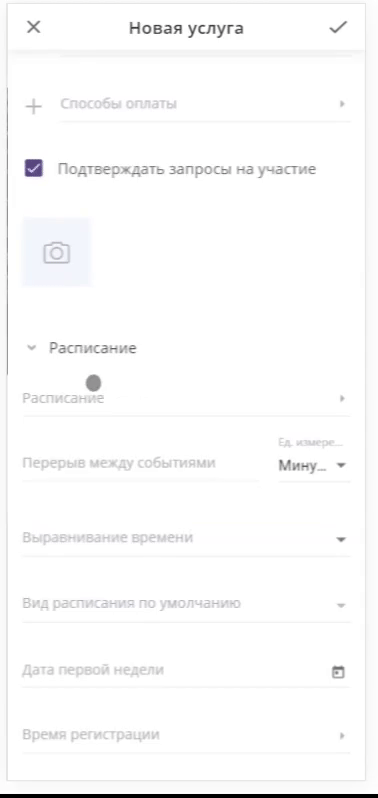 Новая услуга
Способы оплаты
Подтверждать запросы на участие
Расписание
Расписание
Ед. измере...
Перерыв между событиями
Мину...
Выравнивание времени
Вид расписания по умолчанию
Дата первой недели
Время регистрации